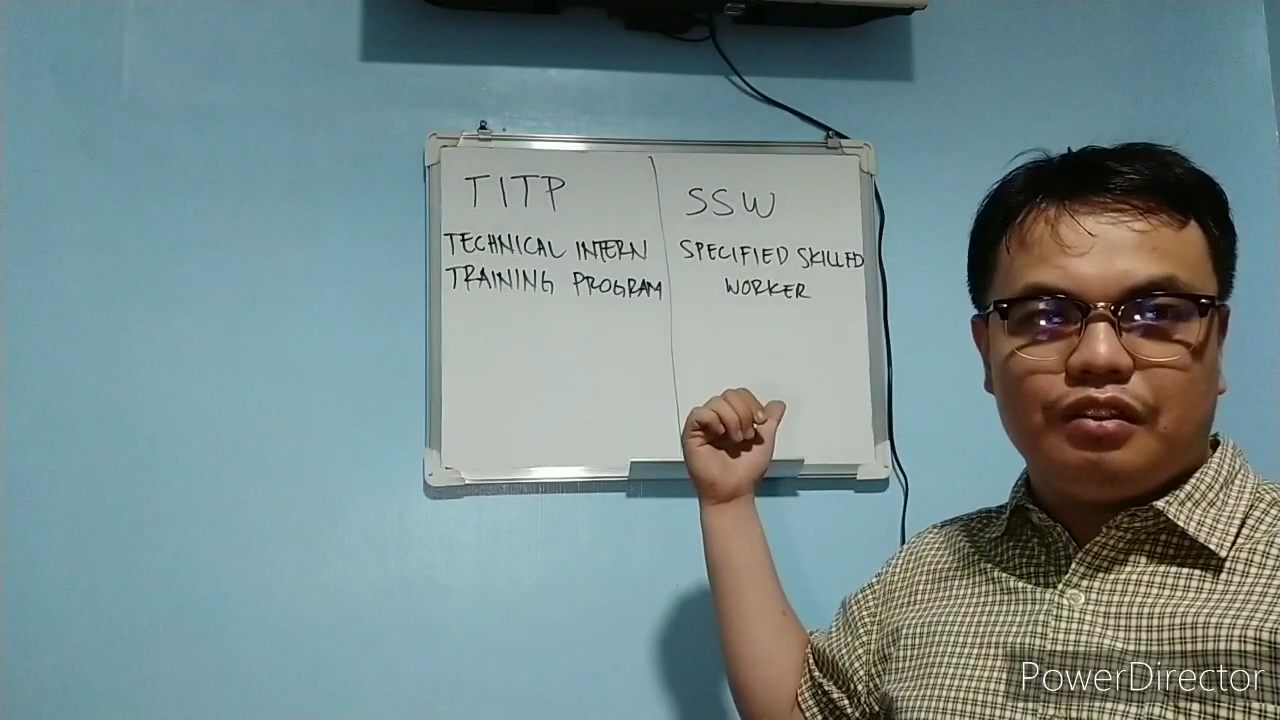 TITP
TECHNICAL INTERN
TRAINING PROGRAM
SSW
SPECIFIED SKILLED
WORKER
PowerDirector